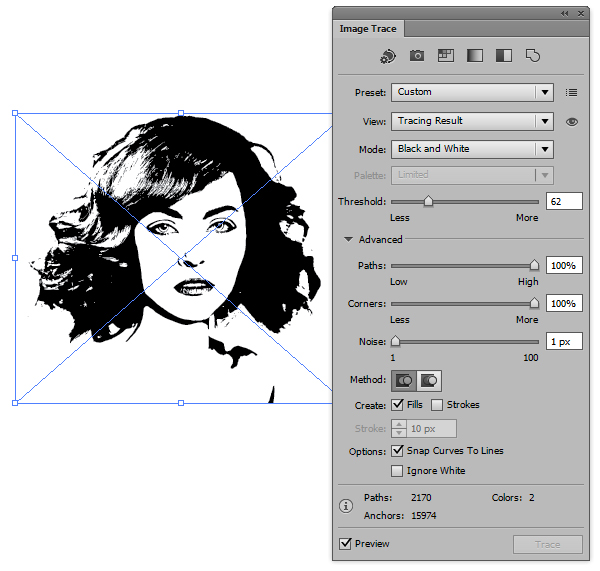 Image Trace
Preset: Custom
View: Tracing Result
Mode: Black and White
Palette: Limited
Threshold: 62
Less More
Advanced
Paths: 100%
Low High
Corners: 100%
Less More
Noise: 1 px
1 100
Method:
Create: Fills Strokes
Stroke: 10 px
Options: Snap Curves To Lines
Ignore White
Paths: 2170 Colors: 2
Anchors: 15974
Preview Trace